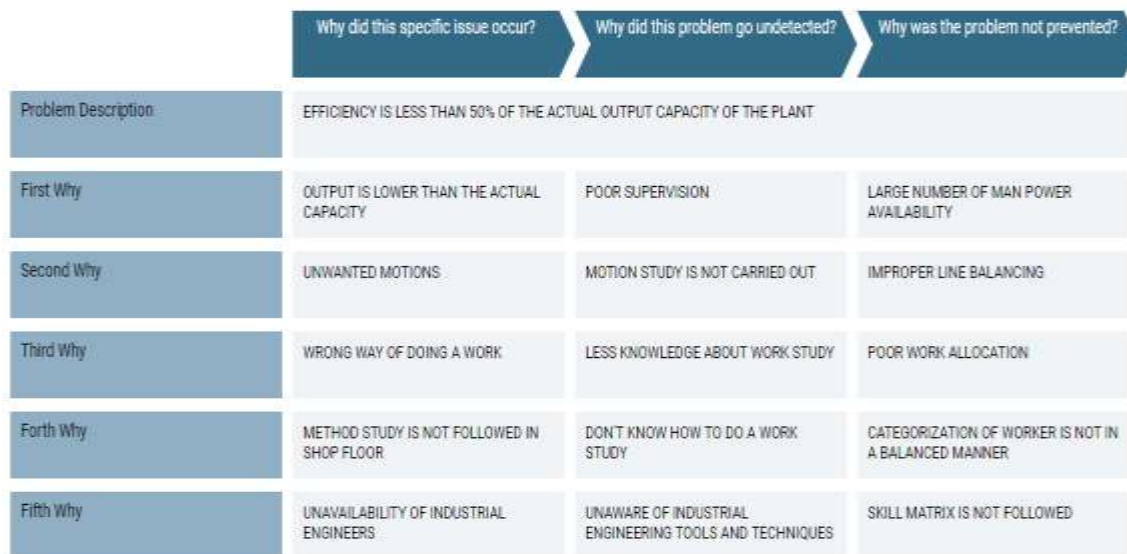 Why did this specific issue occur?
Why did this problem go undetected?
Why was the problem not prevented?
Problem Description
EFFICIENCY IS LESS THAN 50% OF THE ACTUAL OUTPUT CAPACITY OF THE PLANT
First Why
OUTPUT IS LOWER THAN THE ACTUAL
CAPACITY
POOR SUPERVISION
LARGE NUMBER OF MAN POWER
AVAILABILITY
Second Why
UNWANTED MOTIONS
MOTION STUDY IS NOT CARRIED OUT
IMPROPER LINE BALANCING
Third Why
WRONG WAY OF DOING A WORK
LESS KNOWLEDGE ABOUT WORK STUDY
POOR WORK ALLOCATION
Forth Why
METHOD STUDY IS NOT FOLLOWED IN
SHOP FLOOR
DON'T KNOW HOW TO DO A WORK
STUDY
CATEGORIZATION OF WORKER IS NOT IN
A BALANCED MANNER
Fifth Why
UNAVAILABILITY OF INDUSTRIAL
ENGINEERS
UNAWARE OF INDUSTRIAL
ENGINEERING TOOLS AND TECHNIQUES
SKILL MATRIX IS NOT FOLLOWED